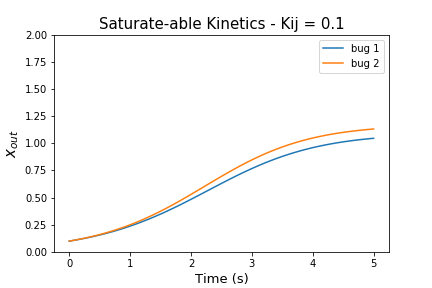 Saturate-able Kinetics - Kij = 0.1
bug 1
bug 2
2.00
1.75
1.50
1.25
1.00
0.75
0.50
0.25
0.00
x_out
0 1 2 3 4 5
Time (s)